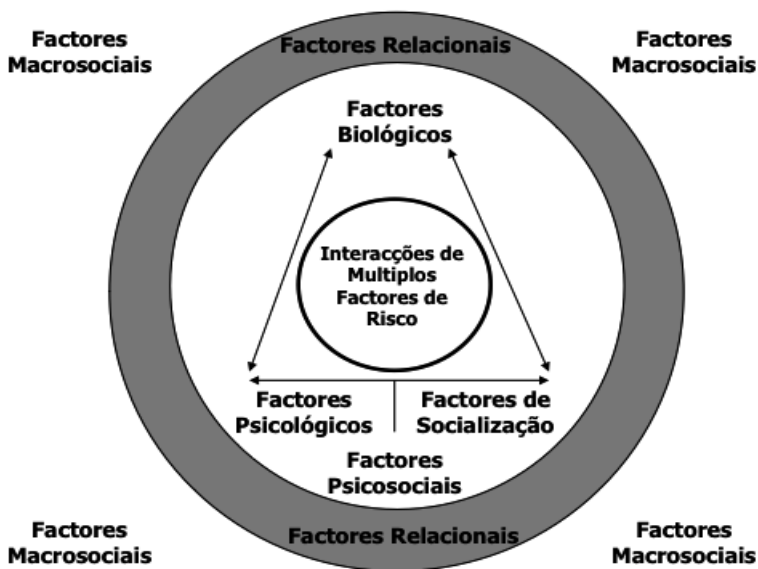 Factores
Macrosociais
Factores Relacionais
Factores
Macrosociais
Factores
Biológicos
Interacções de
Multiplos
Factores de
Risco
Factores
Psicológicos
Factores de
Socialização
Factores
Psicosociais
Factores
Macrosociais
Factores Relacionais
Factores
Macrosociais